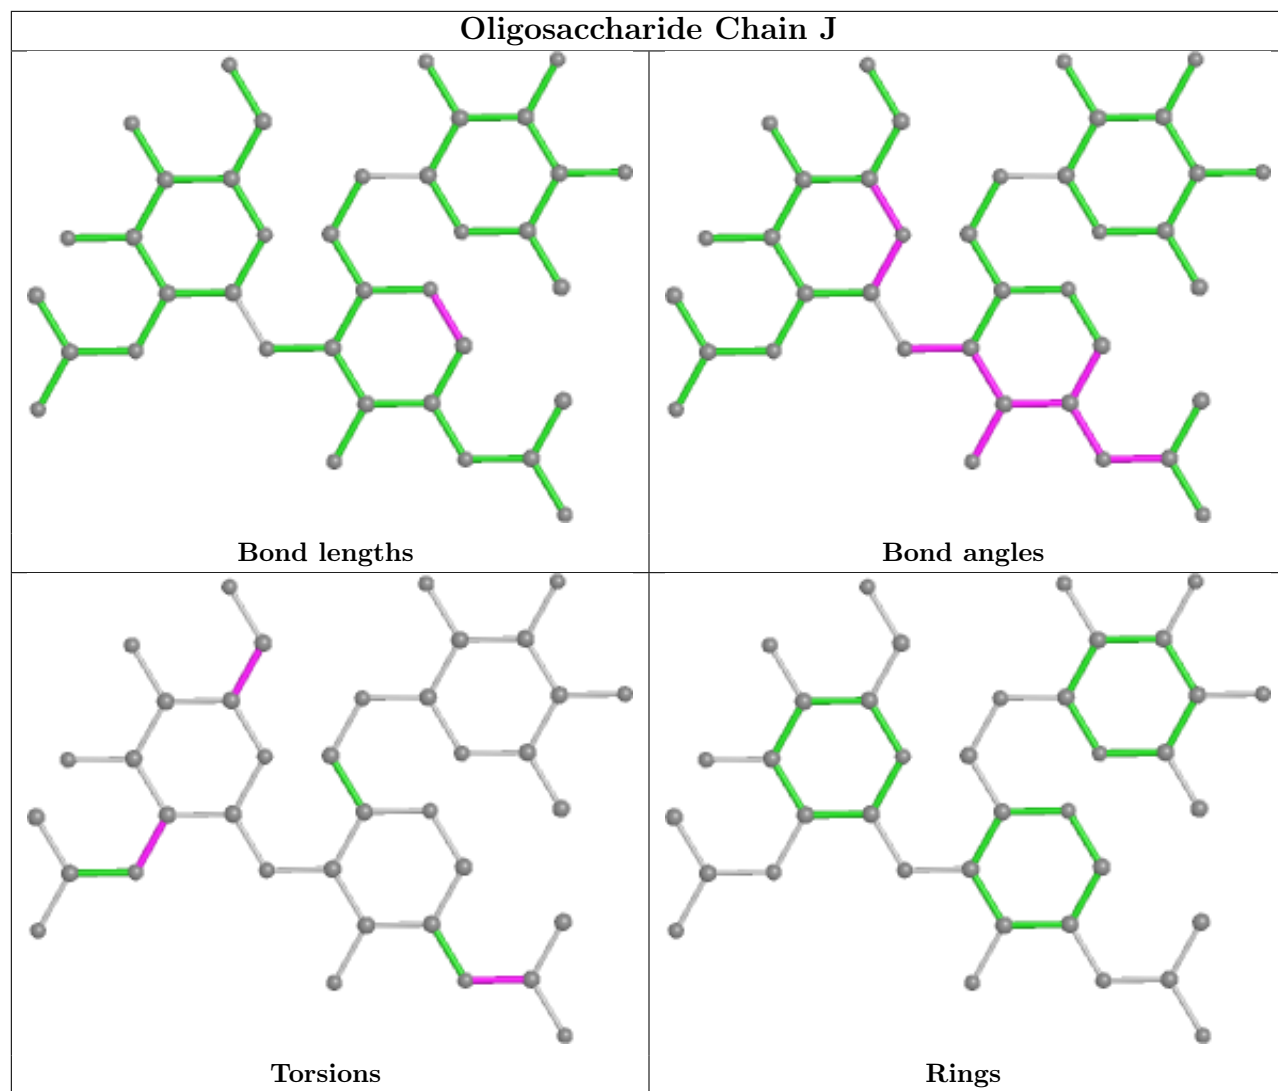 Oligosaccharide Chain J
Bond lengths
Bond angles
Torsions
Rings